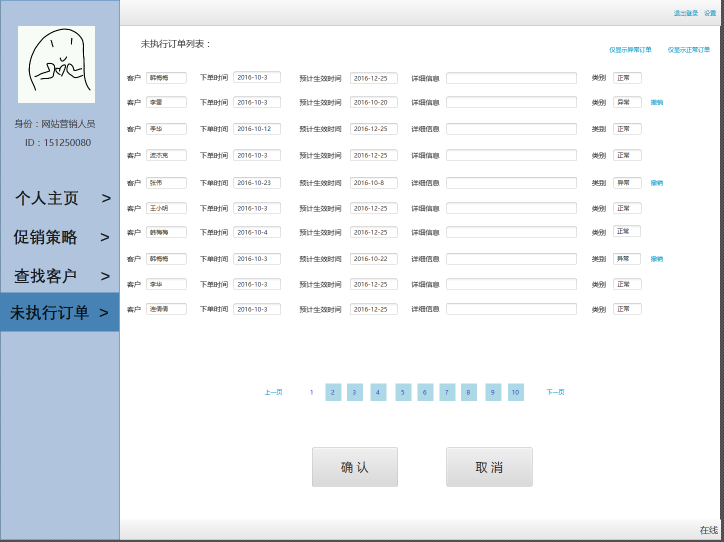 退出登录 设置
身份：网站营销人员
ID：151250080
个人主页 >
促销策略 >
查找客户 >
未执行订单 >
未执行订单列表：
仅显示异常订单 仅显示正常订单
客户 韩梅梅 下单时间 2016-10-3 预计生效时间 2016-12-25 详细信息 类别 正常
客户 李雷 下单时间 2016-10-3 预计生效时间 2016-10-20 详细信息 类别 异常 撤销
客户 李华 下单时间 2016-10-12 预计生效时间 2016-12-25 详细信息 类别 正常
客户 杰克 下单时间 2016-10-3 预计生效时间 2016-12-25 详细信息 类别 正常
客户 张伟 下单时间 2016-10-23 预计生效时间 2016-10-8 详细信息 类别 异常 撤销
客户 王小明 下单时间 2016-10-3 预计生效时间 2016-12-25 详细信息 类别 正常
客户 韩梅梅 下单时间 2016-10-4 预计生效时间 2016-12-25 详细信息 类别 正常
客户 韩梅梅 下单时间 2016-10-3 预计生效时间 2016-10-22 详细信息 类别 异常 撤销
客户 李华 下单时间 2016-10-3 预计生效时间 2016-12-25 详细信息 类别 正常
客户 倩倩 下单时间 2016-10-3 预计生效时间 2016-12-25 详细信息 类别 正常
上一页 1 2 3 4 5 6 7 8 9 10 下一页
确 认 取 消
在线